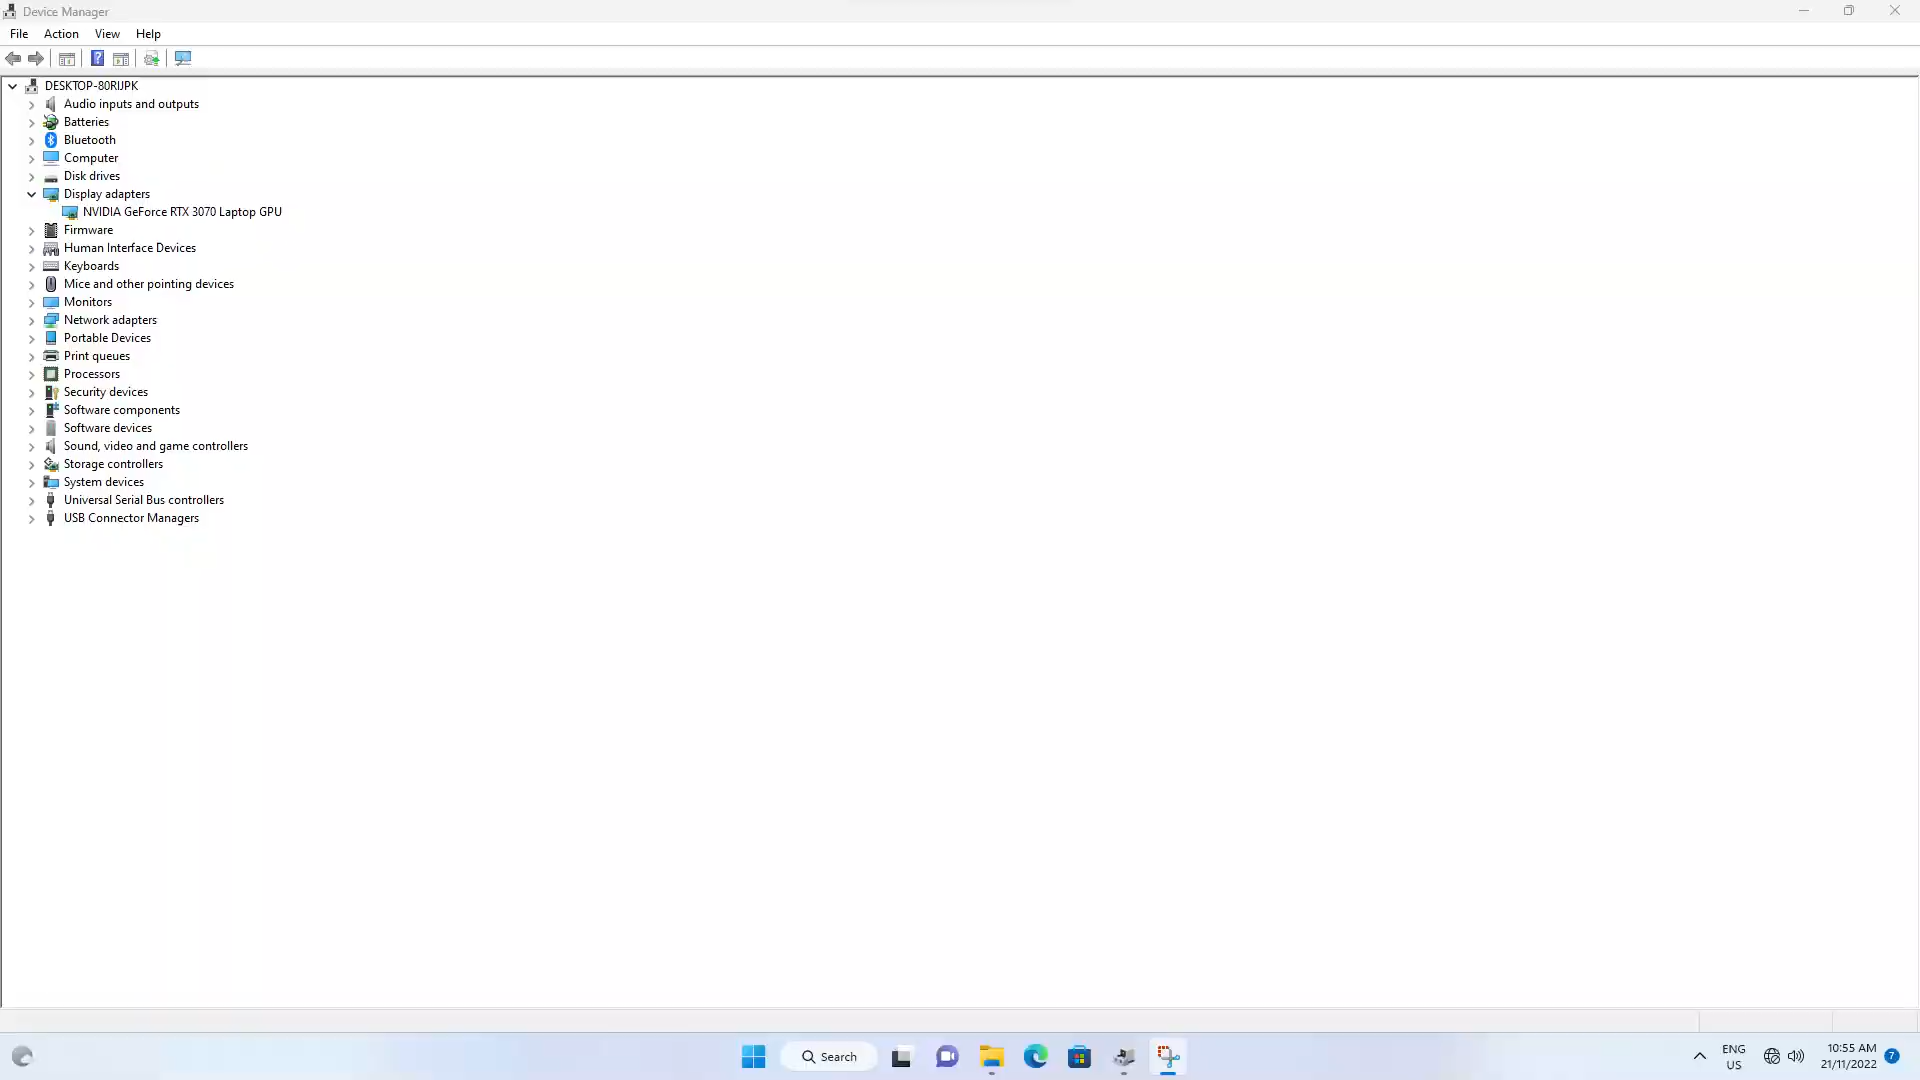 Device Manager
File Action View Help
DESKTOP-80RIJPK
Audio inputs and outputs
Batteries
Bluetooth
Computer
Disk drives
Display adapters
NVIDIA GeForce RTX 3070 Laptop GPU
Firmware
Human Interface Devices
Keyboards
Mice and other pointing devices
Monitors
Network adapters
Portable Devices
Print queues
Processors
Security devices
Software components
Software devices
Sound, video and game controllers
Storage controllers
System devices
Universal Serial Bus controllers
USB Connector Managers
Search
ENG
US
10:55 AM
21/11/2022
7